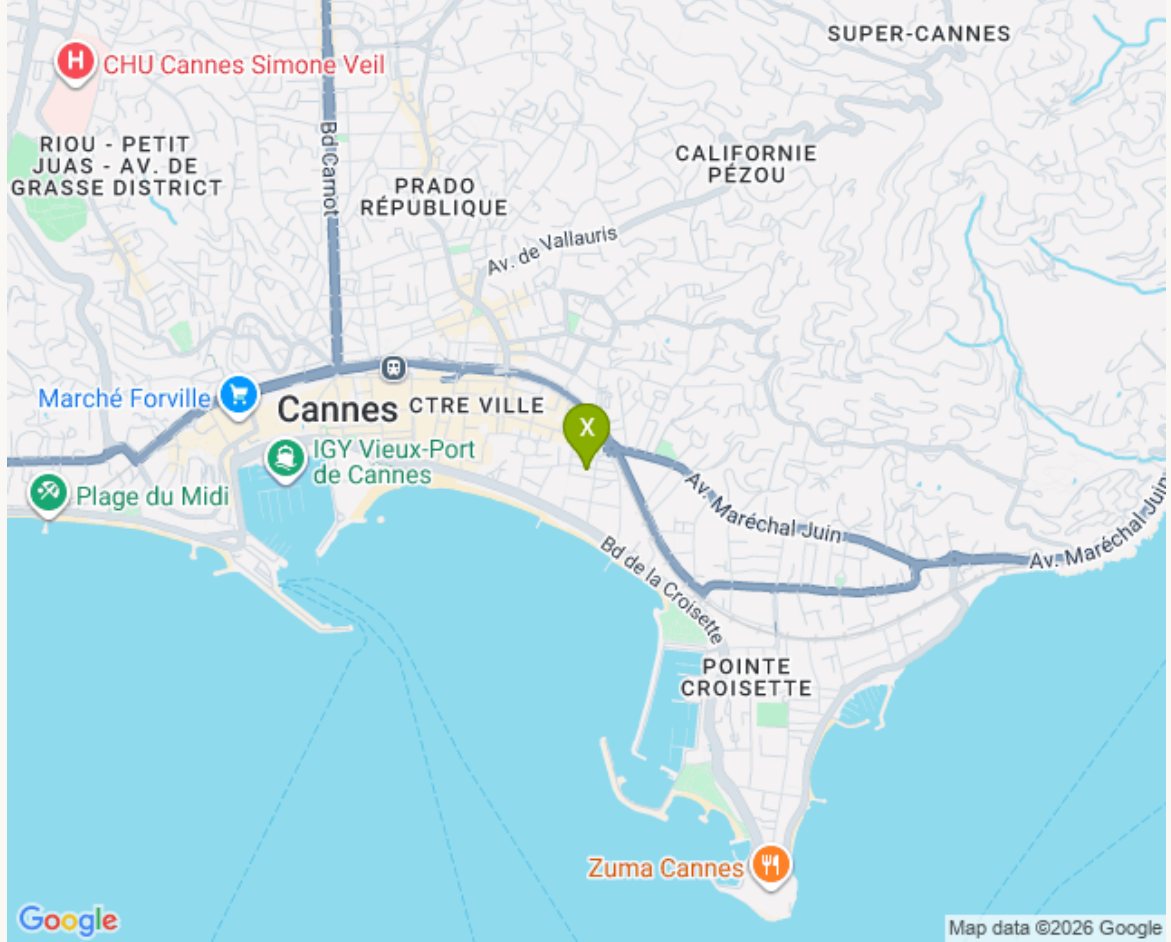 SUPER-CANNES
H
CHU Cannes Simone Veil
RIOU - PETIT
JUAS - AV. DE
GRASSE DISTRICT
Bd Carnot
CALIFORNIE
PÉZOU
PRADO
RÉPUBLIQUE
Av. de Vallauris
Marché Forville
Cannes
CTRE VILLE
X
IGY Vieux-Port
de Cannes
Plage du Midi
Av. Maréchal Juin
Av. Maréchal Juin
Bd de la Croisette
POINTE
CROISETTE
Zuma Cannes
Google
Map data ©2026 Google